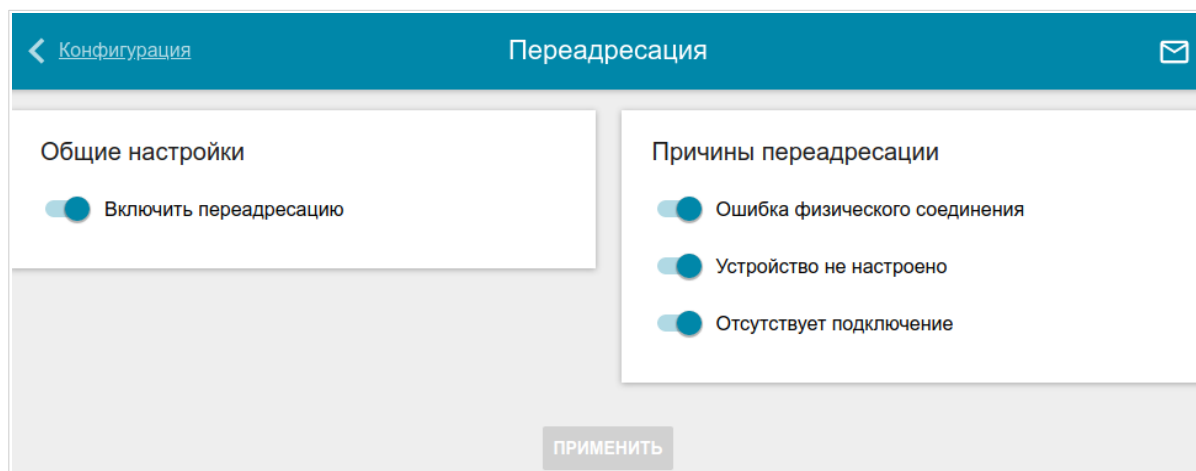 Конфигурация
Переадресация
Общие настройки
Включить переадресацию
Причины переадресации
Ошибка физического соединения
Устройство не настроено
Отсутствует подключение
ПРИМЕНИТЬ